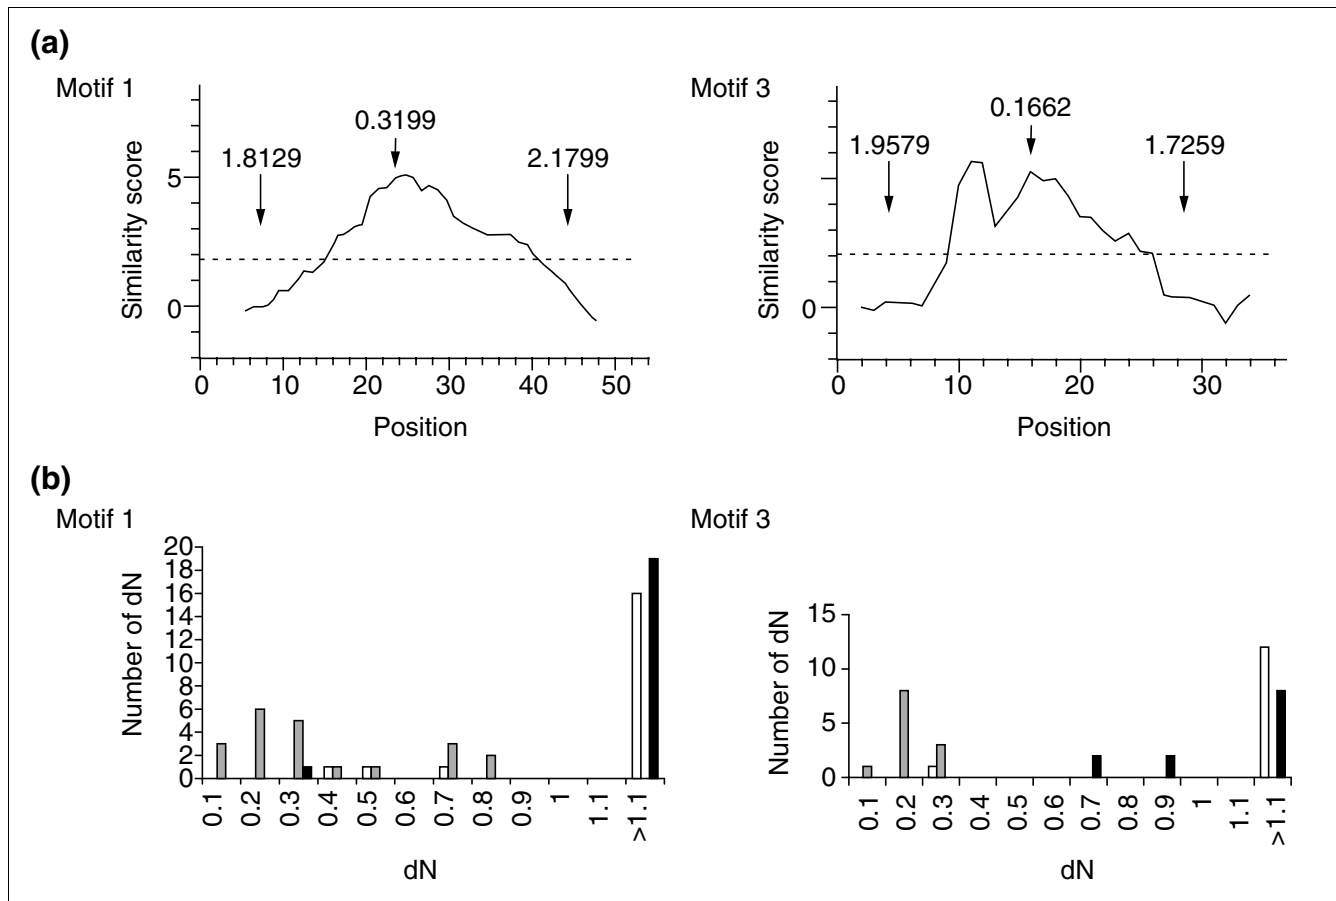 (a)
Motif 1
Similarity score
5
0
1.8129
0.3199
2.1799
0 10 20 30 40 50
Position
Motif 3
Similarity score
0
1.9579
0.1662
1.7259
0 10 20 30
Position
(b)
Motif 1
Number of dN
20
18
16
14
12
10
8
6
4
2
0
0.1 0.2 0.3 0.4 0.5 0.6 0.7 0.8 0.9 1 1.1 >1.1
dN
Motif 3
Number of dN
15
10
5
0
0.1 0.2 0.3 0.4 0.5 0.6 0.7 0.8 0.9 1 1.1 >1.1
dN